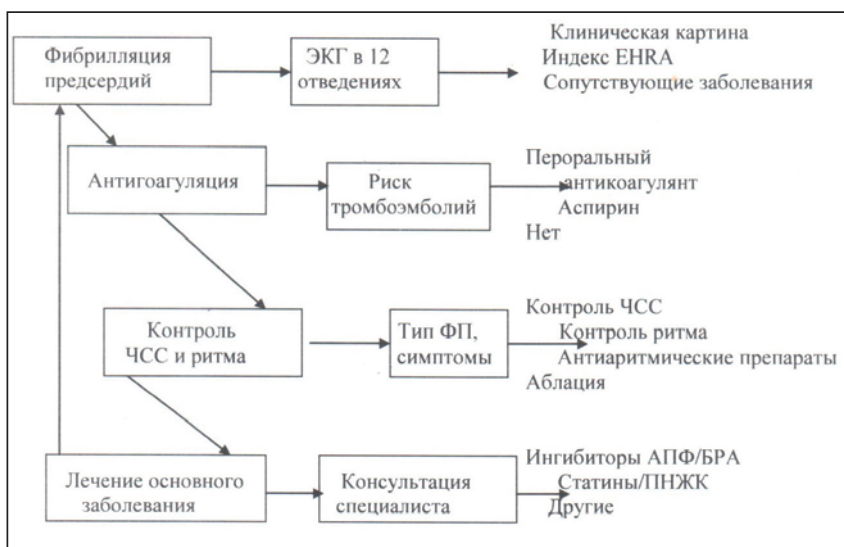 Фибрилляция
предсердий
ЭКГ в 12
отведениях
Клиническая картина
Индекс EHRA
Сопутствующие заболевания
Антигоагуляция
Риск
тромбоэмболий
Пероральный
антикоагулянт
Аспирин
Нет
Контроль
ЧСС и ритма
Тип ФП,
симптомы
Контроль ЧСС
Контроль ритма
Антиаритмические препараты
Аблация
Лечение основного
заболевания
Консультация
специалиста
Ингибиторы АПФ/БРА
Статины/ПНЖК
Другие